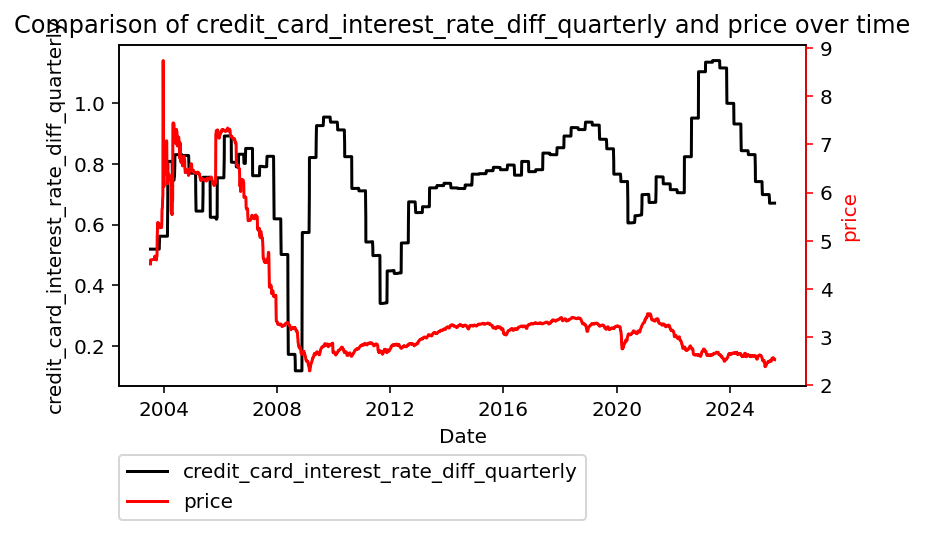 Comparison of credit_card_interest_rate_diff_quarterly and price over time
credit_card_interest_rate_diff_quarterly
1.0
0.8
0.6
0.4
0.2
9
8
7
6
5
4
3
2
price
2004 2008 2012 2016 2020 2024
Date
credit_card_interest_rate_diff_quarterly
price